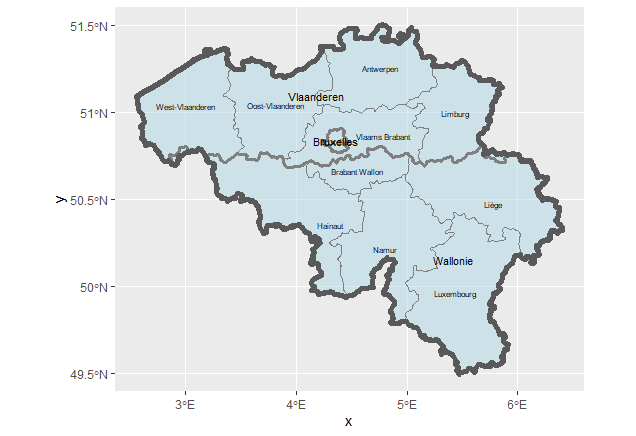 51.5°N
51°N
50.5°N
50°N
49.5°N
y
Antwerpen
Vlaanderen
West-Vlaanderen
Oost-Vlaanderen
Limburg
Bruxelles
Vlaams Brabant
Brabant Wallon
Liège
Hainaut
Namur
Wallonie
Luxembourg
3°E
4°E
5°E
6°E
x